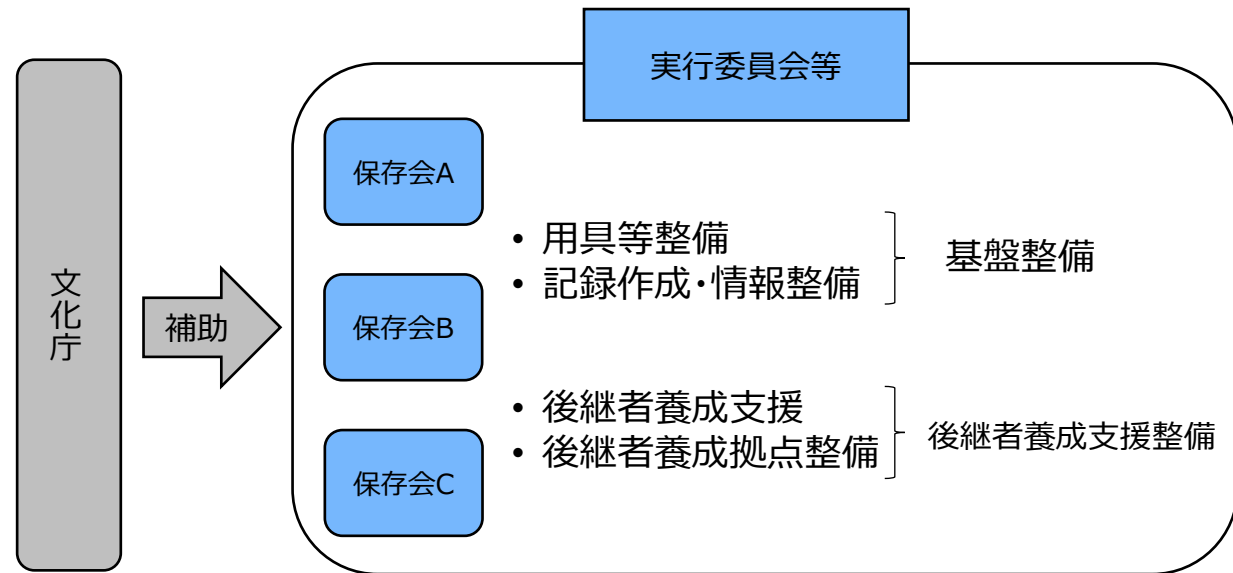 文化庁
補助
実行委員会等
保存会A
保存会B
保存会C
• 用具等整備
• 記録作成・情報整備
基盤整備
• 後継者養成支援
• 後継者養成拠点整備
後継者養成支援整備